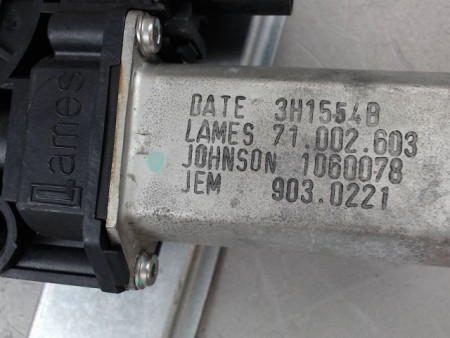 Lames
DATE 3H1554B
LAMES 71.002.603
JOHNSON 1060078
JEM 903.0221